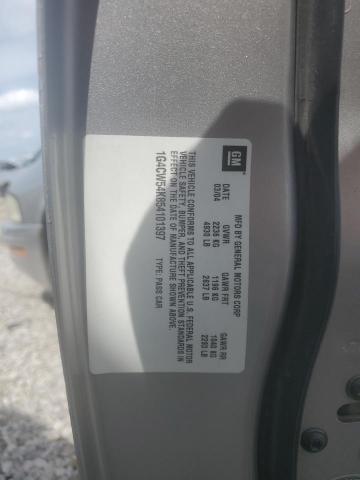 GM
MFD BY GENERAL MOTORS CORP
DATE GVWR GAWR FRT GAWR RR
03/04 2236 KG 1196 KG 1040 KG
4930 LB 2637 LB 2293 LB
THIS VEHICLE CONFORMS TO ALL APPLICABLE U.S. FEDERAL MOTOR
VEHICLE SAFETY, BUMPER, AND THEFT PREVENTION STANDARDS IN
EFFECT ON THE DATE OF MANUFACTURE SHOWN ABOVE.
1G4CW54K854101397 TYPE: PASS CAR